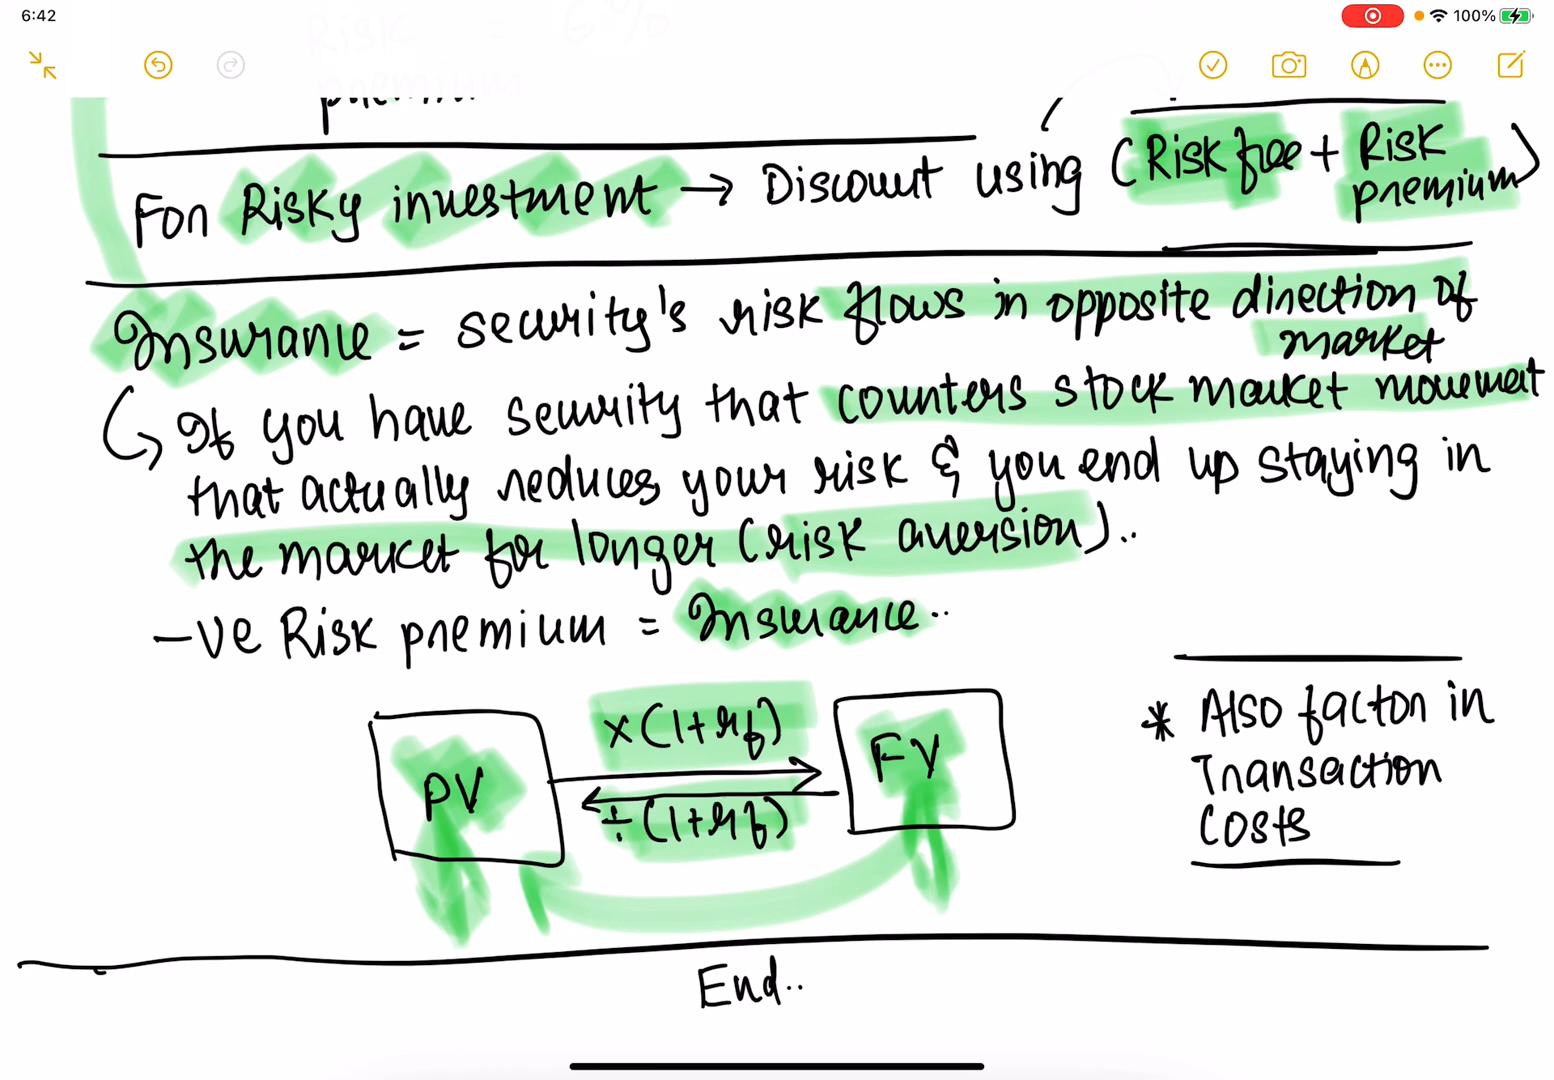 6:42
100%
Risk = 6%
premium
For Risky investment → Discount using (Risk free + Risk premium)
Insurance = security's risk flows in opposite direction of
market
↳ If you have security that counters stock market movement
that actually reduces your risk & you end up staying in
the market for longer (risk aversion)..
-ve Risk premium = Insurance..
PV
×(1+rf)
÷(1+rf)
FV
* Also factor in
Transaction
Costs
End..